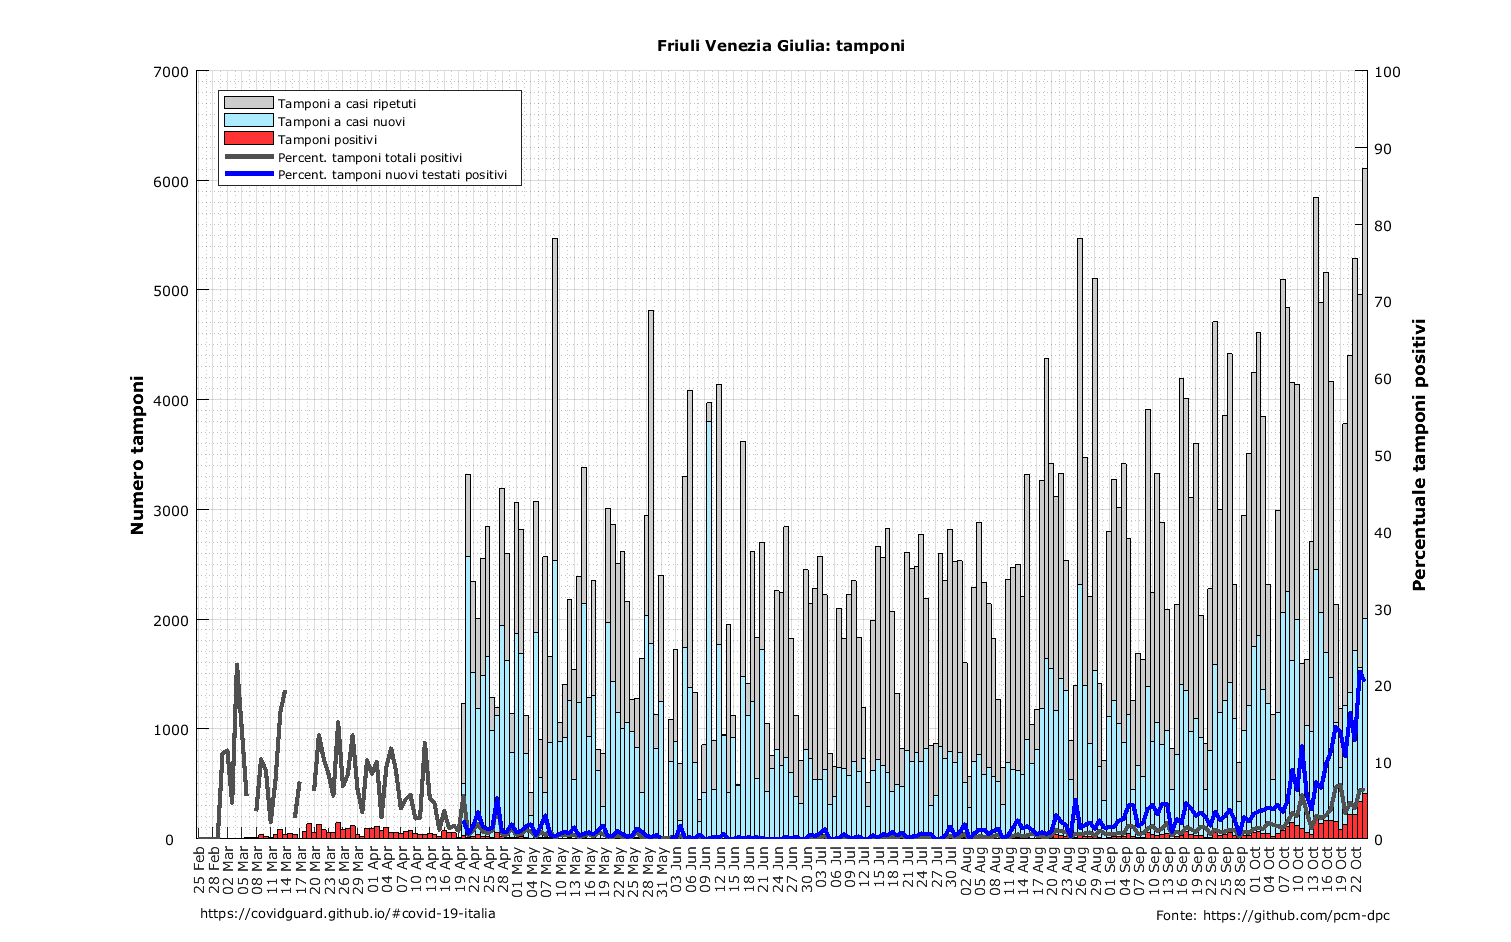 Friuli Venezia Giulia: tamponi
7000
6000
5000
4000
3000
2000
1000
0
Numero tamponi
Tamponi a casi ripetuti
Tamponi a casi nuovi
Tamponi positivi
Percent. tamponi totali positivi
Percent. tamponi nuovi testati positivi
100
90
80
70
60
50
40
30
20
10
0
Percentuale tamponi positivi
25 Feb
28 Feb
02 Mar
05 Mar
08 Mar
11 Mar
14 Mar
17 Mar
20 Mar
23 Mar
26 Mar
29 Mar
01 Apr
04 Apr
07 Apr
10 Apr
13 Apr
16 Apr
19 Apr
22 Apr
25 Apr
28 Apr
01 May
04 May
07 May
10 May
13 May
16 May
19 May
22 May
25 May
28 May
31 May
03 Jun
06 Jun
09 Jun
12 Jun
15 Jun
18 Jun
21 Jun
24 Jun
27 Jun
30 Jun
03 Jul
06 Jul
09 Jul
12 Jul
15 Jul
18 Jul
21 Jul
24 Jul
27 Jul
30 Jul
02 Aug
05 Aug
08 Aug
11 Aug
14 Aug
17 Aug
20 Aug
23 Aug
26 Aug
29 Aug
01 Sep
04 Sep
07 Sep
10 Sep
13 Sep
16 Sep
19 Sep
22 Sep
25 Sep
28 Sep
01 Oct
04 Oct
07 Oct
10 Oct
13 Oct
16 Oct
19 Oct
22 Oct
https://covidguard.github.io/#covid-19-italia
Fonte: https://github.com/pcm-dpc